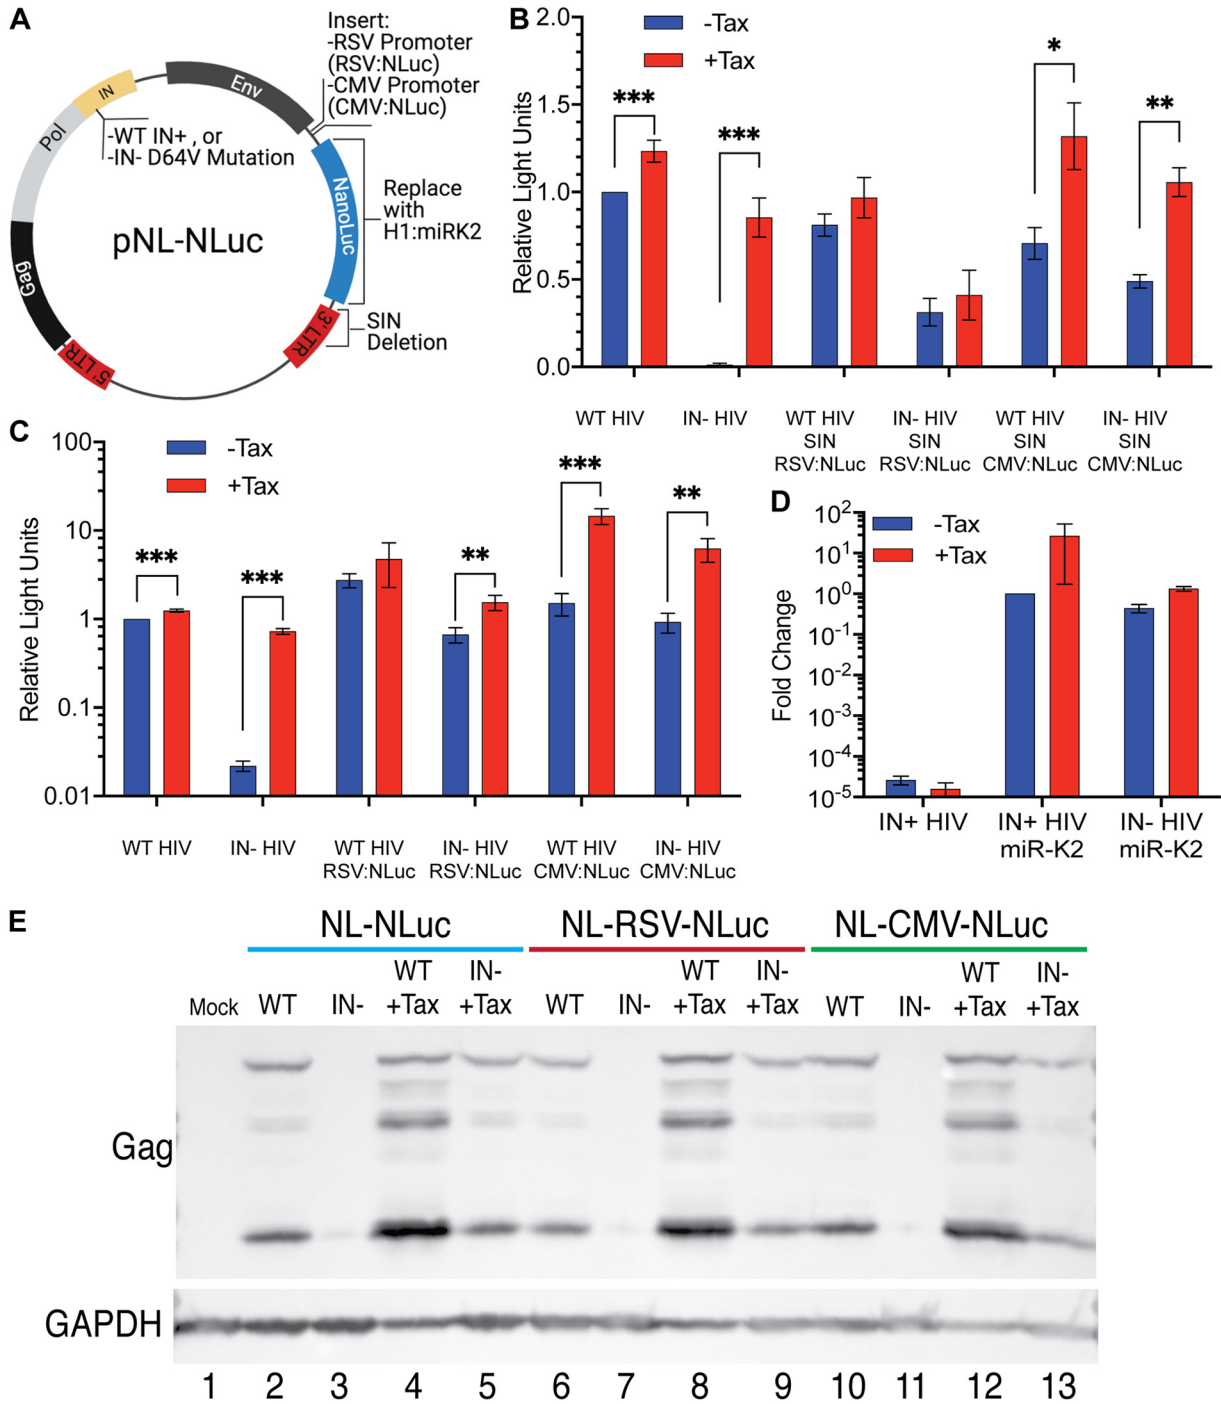 A
Insert:
-RSV Promoter
(RSV:NLuc)
-CMV Promoter
(CMV:NLuc)
Env
IN
Pol
-WT IN+ , or
-IN- D64V Mutation
NanoLuc
Replace
with
H1:miRK2
pNL-NLuc
Gag
3' LTR
SIN
Deletion
5' LTR
B
-Tax
+Tax
Relative Light Units
2.0
1.5
1.0
0.5
0.0
***
***
*
**
WT HIV
IN- HIV
WT HIV
SIN
RSV:NLuc
IN- HIV
SIN
RSV:NLuc
WT HIV
SIN
CMV:NLuc
IN- HIV
SIN
CMV:NLuc
C
-Tax
+Tax
Relative Light Units
100
10
1
0.1
0.01
***
***
**
***
**
WT HIV
IN- HIV
WT HIV
RSV:NLuc
IN- HIV
RSV:NLuc
WT HIV
CMV:NLuc
IN- HIV
CMV:NLuc
D
-Tax
+Tax
Fold Change
10²
10¹
10⁰
10⁻¹
10⁻²
10⁻³
10⁻⁴
10⁻⁵
IN+ HIV
IN+ HIV
miR-K2
IN- HIV
miR-K2
E
NL-NLuc NL-RSV-NLuc NL-CMV-NLuc
Mock WT IN- WT +Tax IN- +Tax WT IN- WT +Tax IN- +Tax WT IN- WT +Tax IN- +Tax
Gag
GAPDH
1 2 3 4 5 6 7 8 9 10 11 12 13